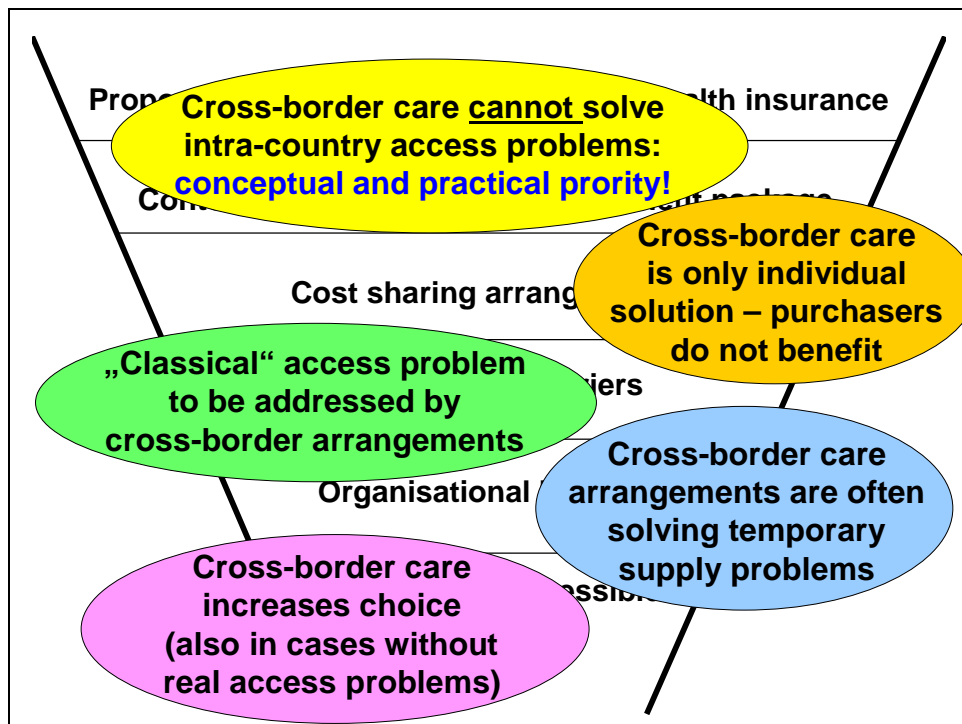 insurance
Cross-border care cannot solve
intra-country access problems:
conceptual and practical prority!
Cross-border care
is only individual
solution – purchasers
do not benefit
Cost sharing
„Classical“ access problem
to be addressed by
cross-border arrangements
Cross-border care
arrangements are often
solving temporary
supply problems
Organisational
Cross-border care
increases choice
(also in cases without
real access problems)